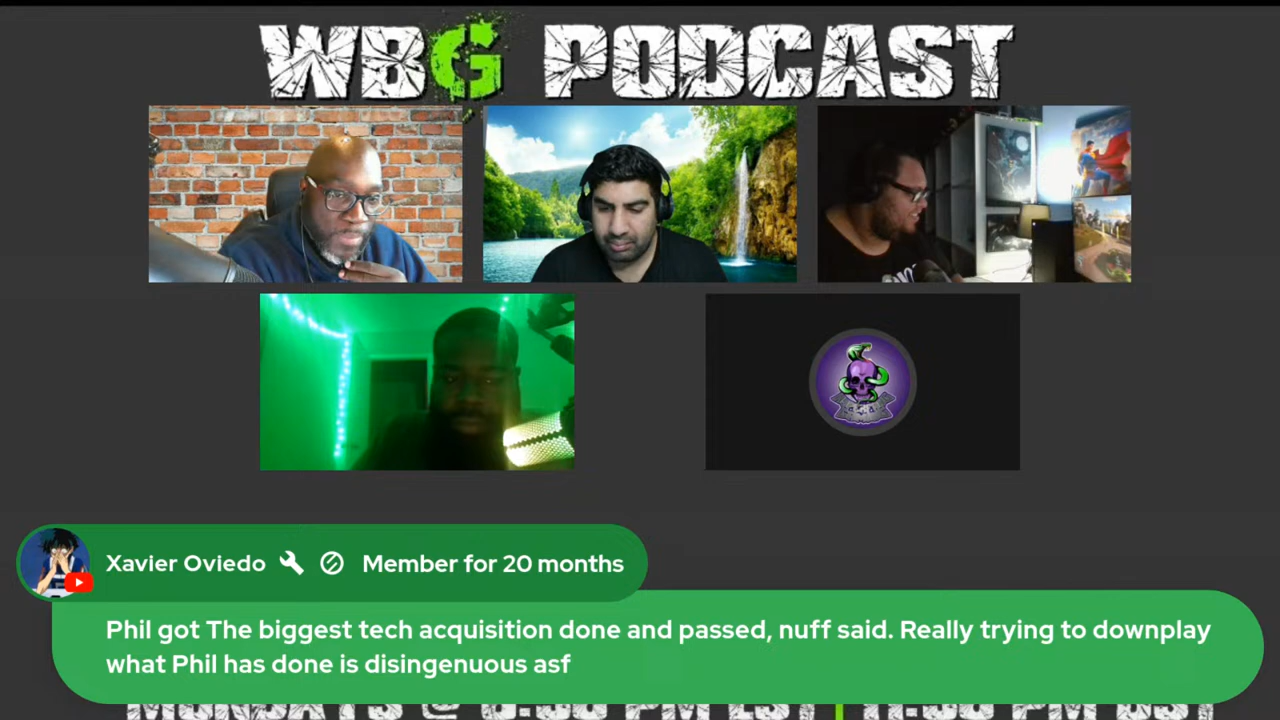 WBG PODCAST
Xavier Oviedo Member for 20 months
Phil got The biggest tech acquisition done and passed, nuff said. Really trying to downplay
what Phil has done is disingenuous asf
MONDAYS @